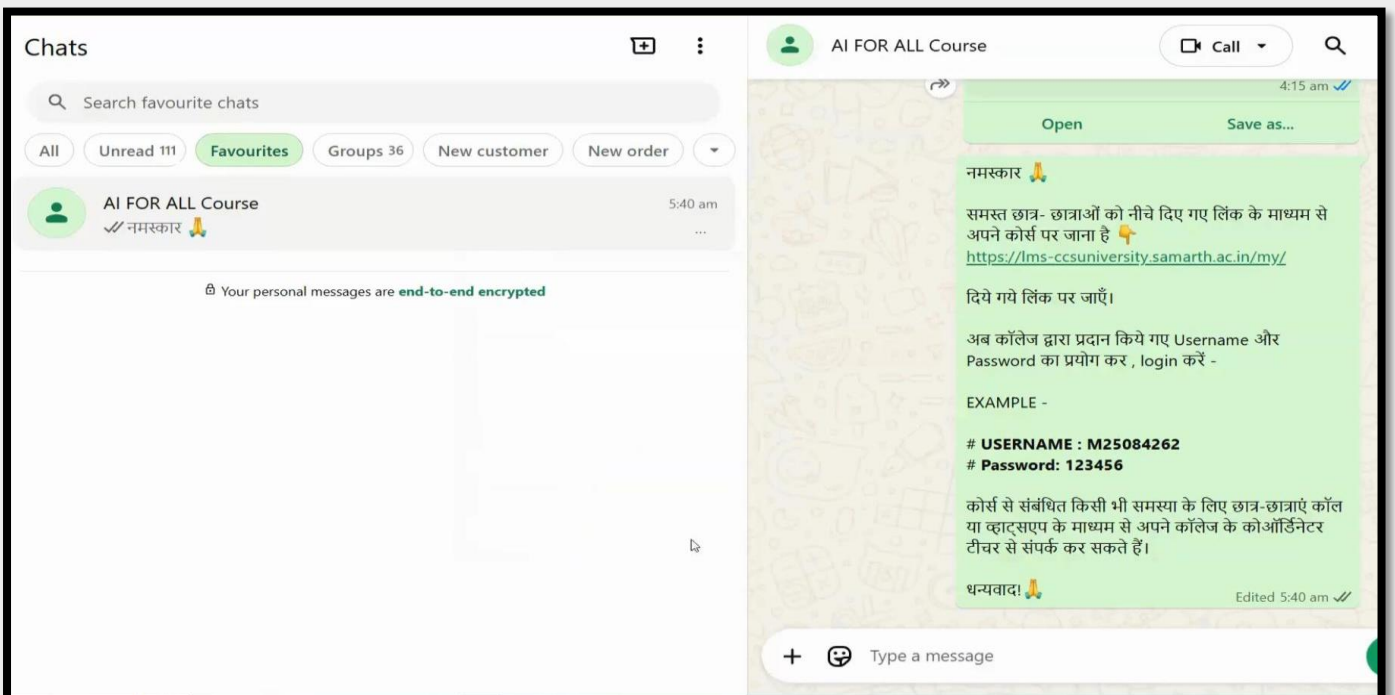 Chats
Search favourite chats
All Unread 111 Favourites Groups 36 New customer New order
AI FOR ALL Course 5:40 am
नमस्कार 🙏 ...
Your personal messages are end-to-end encrypted
AI FOR ALL Course Call
4:15 am
Open Save as...
नमस्कार 🙏
समस्त छात्र- छात्राओं को नीचे दिए गए लिंक के माध्यम से
अपने कोर्स पर जाना है 👇
https://lms-ccsuniversity.samarth.ac.in/my/
दिये गये लिंक पर जाएँ।
अब कॉलेज द्वारा प्रदान किये गए Username और
Password का प्रयोग कर , login करें -
EXAMPLE -
# USERNAME : M25084262
# Password: 123456
कोर्स से संबंधित किसी भी समस्या के लिए छात्र-छात्राएं कॉल
या व्हाट्सएप के माध्यम से अपने कॉलेज के कोऑर्डिनेटर
टीचर से संपर्क कर सकते हैं।
धन्यवाद! 🙏
Edited 5:40 am
Type a message